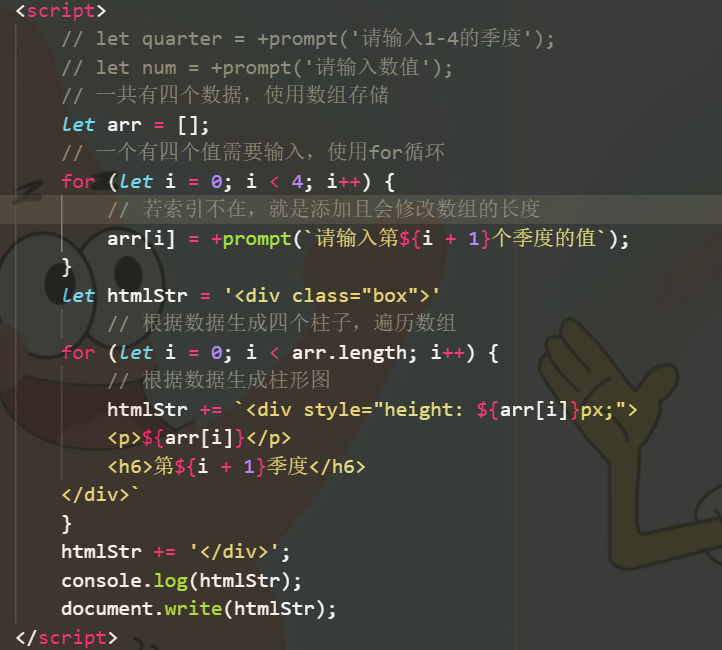 <script>
// let quarter = +prompt('请输入1-4的季度');
// let num = +prompt('请输入数值');
// 一共有四个数据，使用数组存储
let arr = [];
// 一个有四个值需要输入，使用for循环
for (let i = 0; i < 4; i++) {
// 若索引不在，就是添加且会修改数组的长度
arr[i] = +prompt(`请输入第${i + 1}个季度的值`);
}
let htmlStr = '<div class="box">'
// 根据数据生成四个柱子，遍历数组
for (let i = 0; i < arr.length; i++) {
// 根据数据生成柱形图
htmlStr += `<div style="height: ${arr[i]}px;">
<p>${arr[i]}</p>
<h6>第${i + 1}季度</h6>
</div>`
}
htmlStr += '</div>';
console.log(htmlStr);
document.write(htmlStr);
</script>